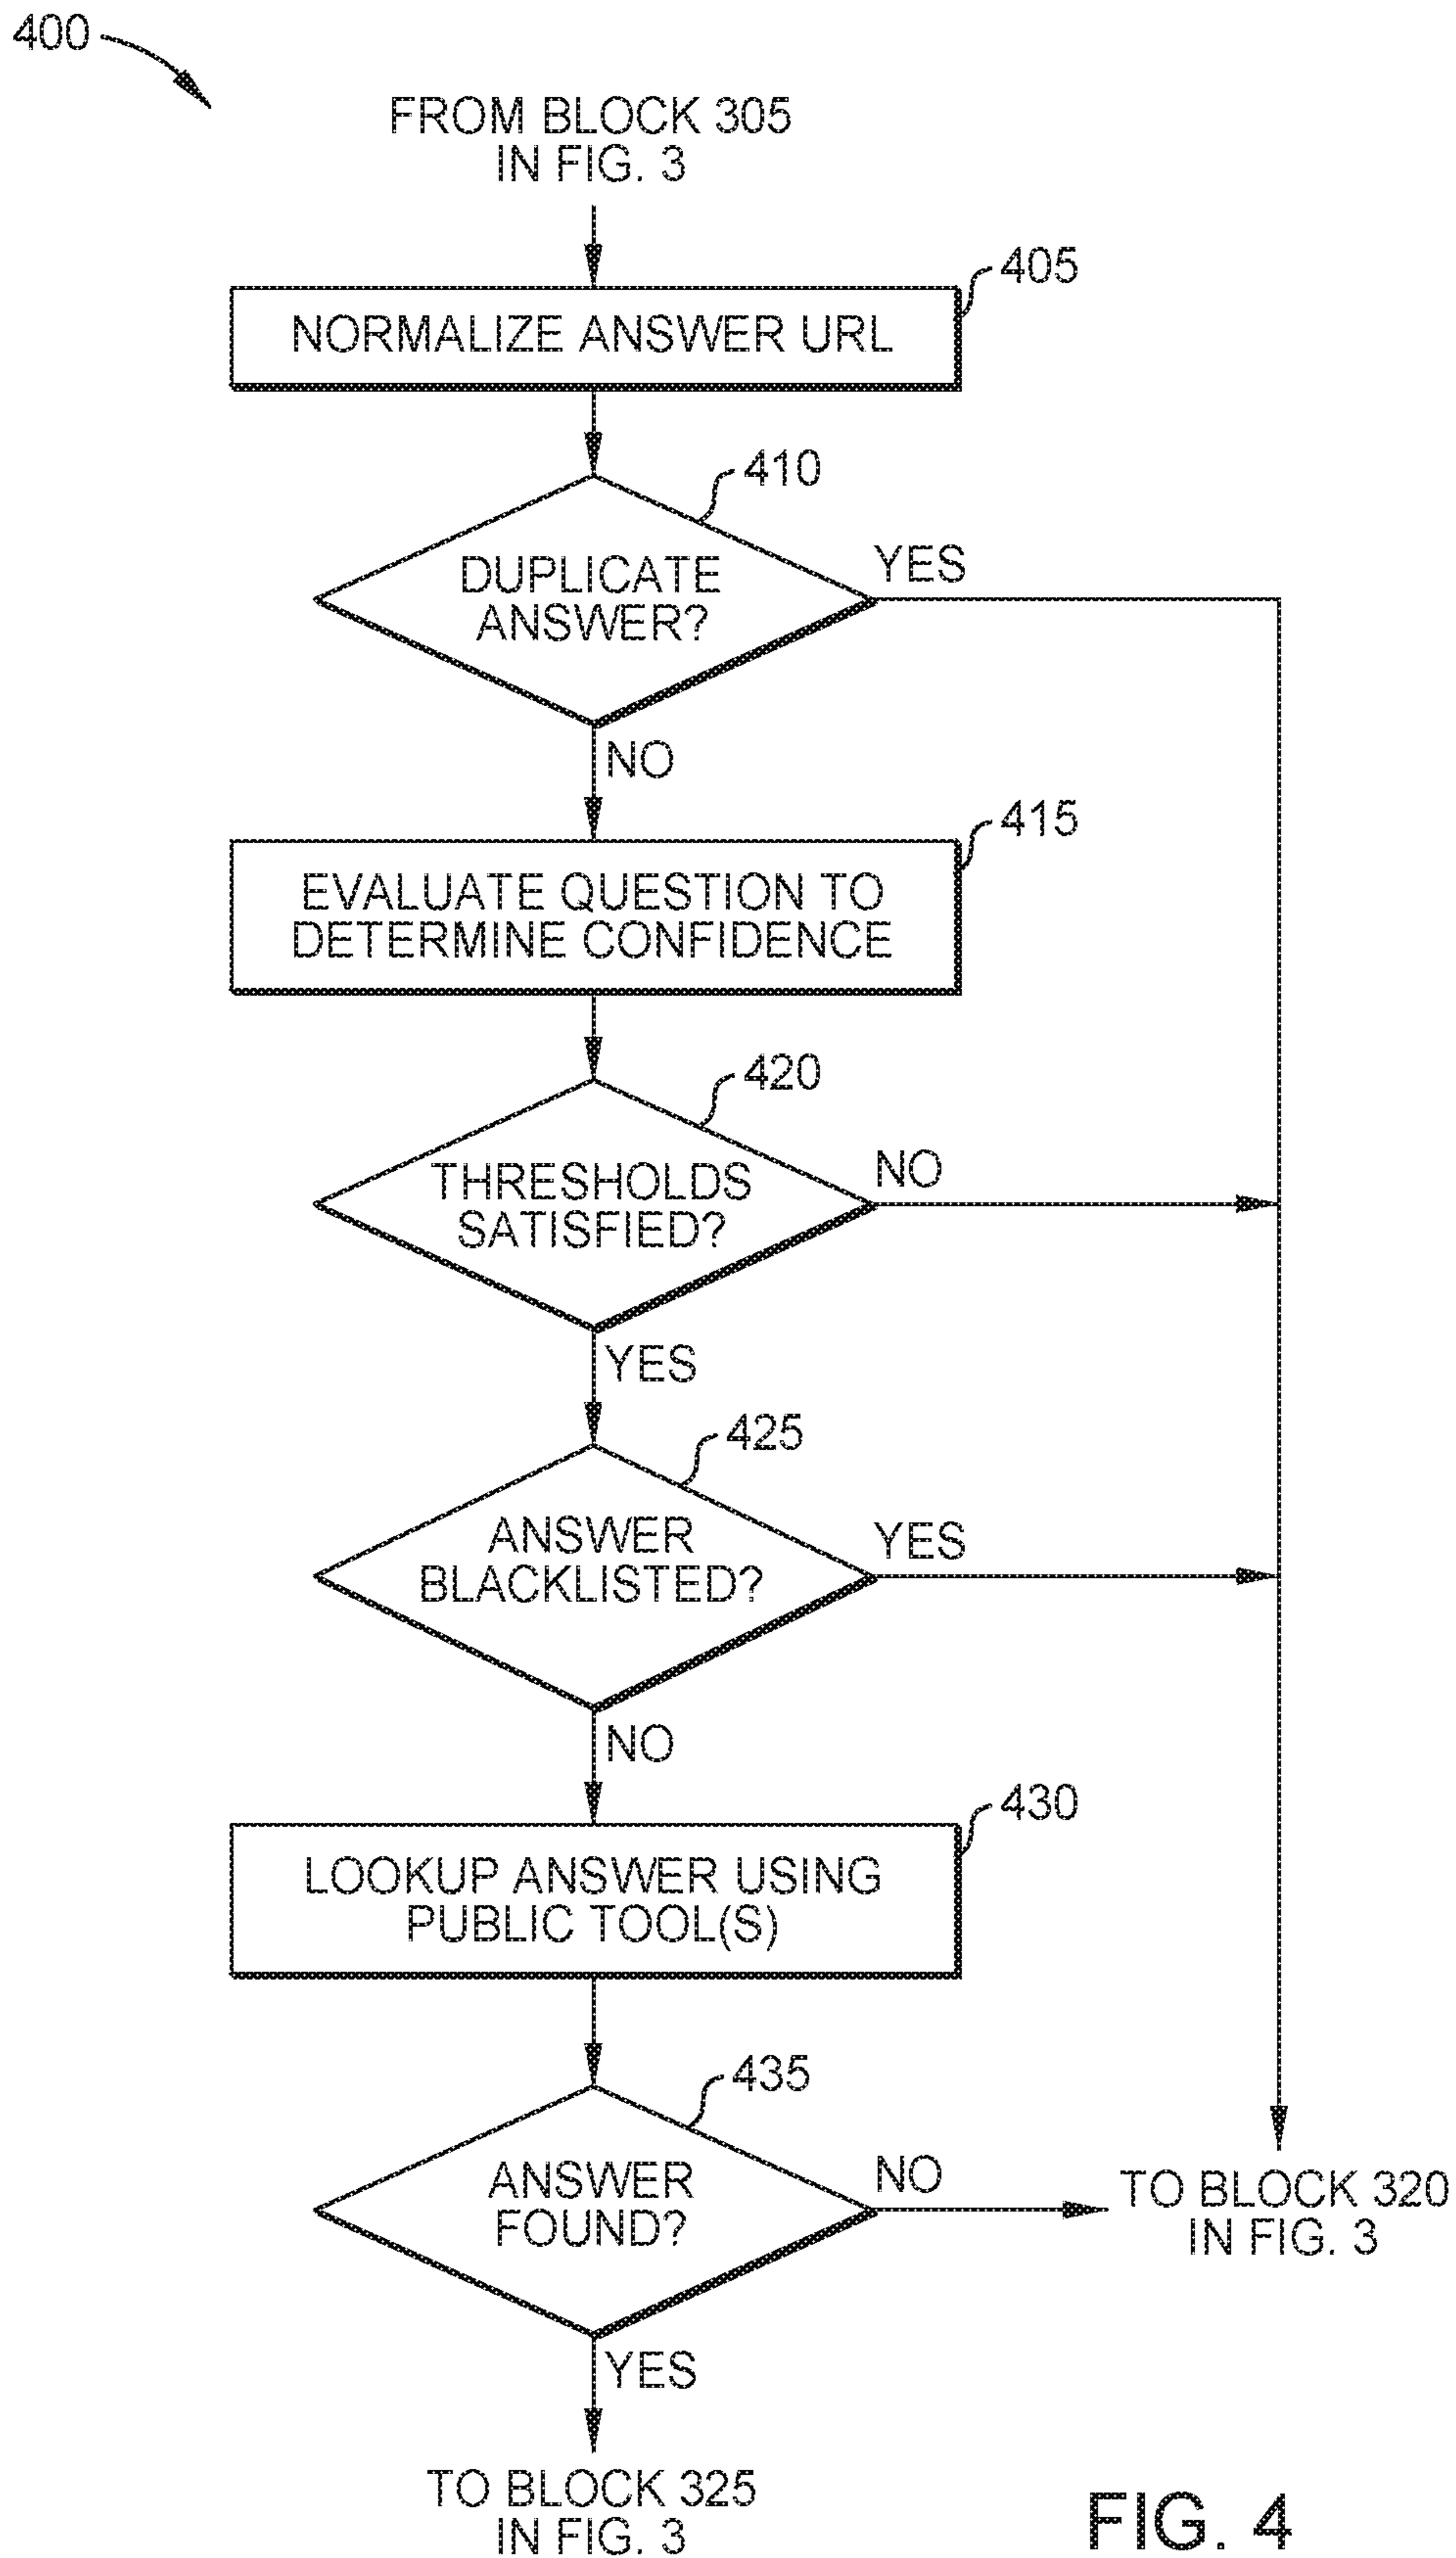 400
FROM BLOCK 305
IN FIG. 3
405
NORMALIZE ANSWER URL
410
DUPLICATE
ANSWER?
YES
NO
415
EVALUATE QUESTION TO
DETERMINE CONFIDENCE
420
THRESHOLDS
SATISFIED?
NO
YES
425
ANSWER
BLACKLISTED?
YES
NO
430
LOOKUP ANSWER USING
PUBLIC TOOL(S)
435
ANSWER
FOUND?
NO
TO BLOCK 320
IN FIG. 3
YES
TO BLOCK 325
IN FIG. 3
FIG. 4